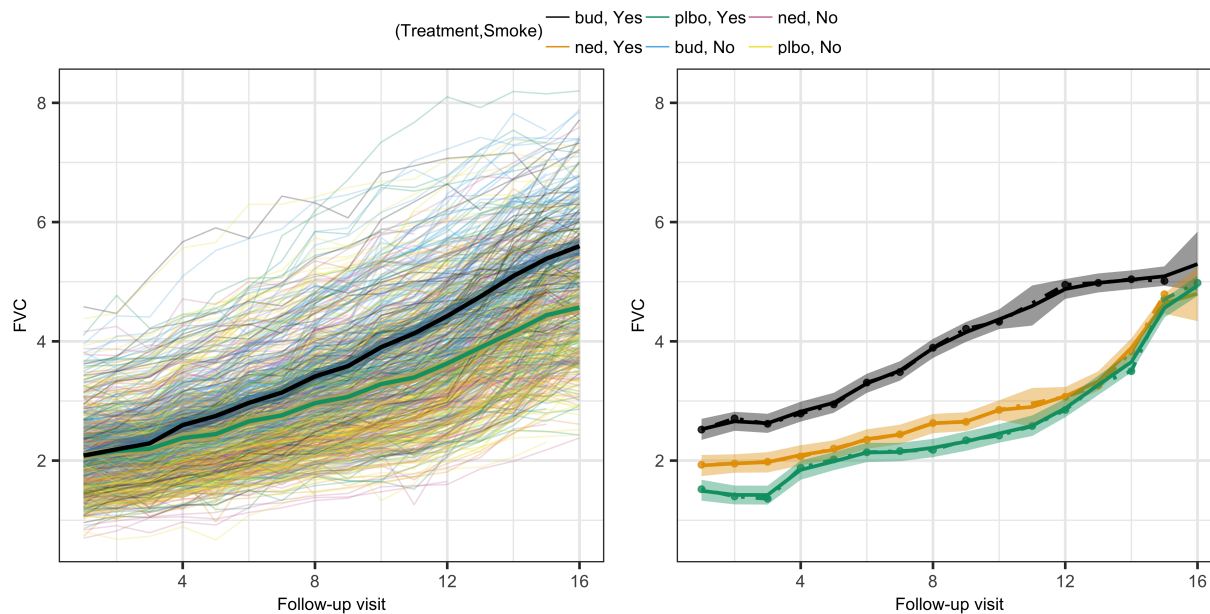 bud, Yes plbo, Yes ned, No
(Treatment,Smoke)
ned, Yes bud, No plbo, No
8
6
4
2
FVC
4 8 12 16
Follow-up visit
8
6
4
2
FVC
4 8 12 16
Follow-up visit